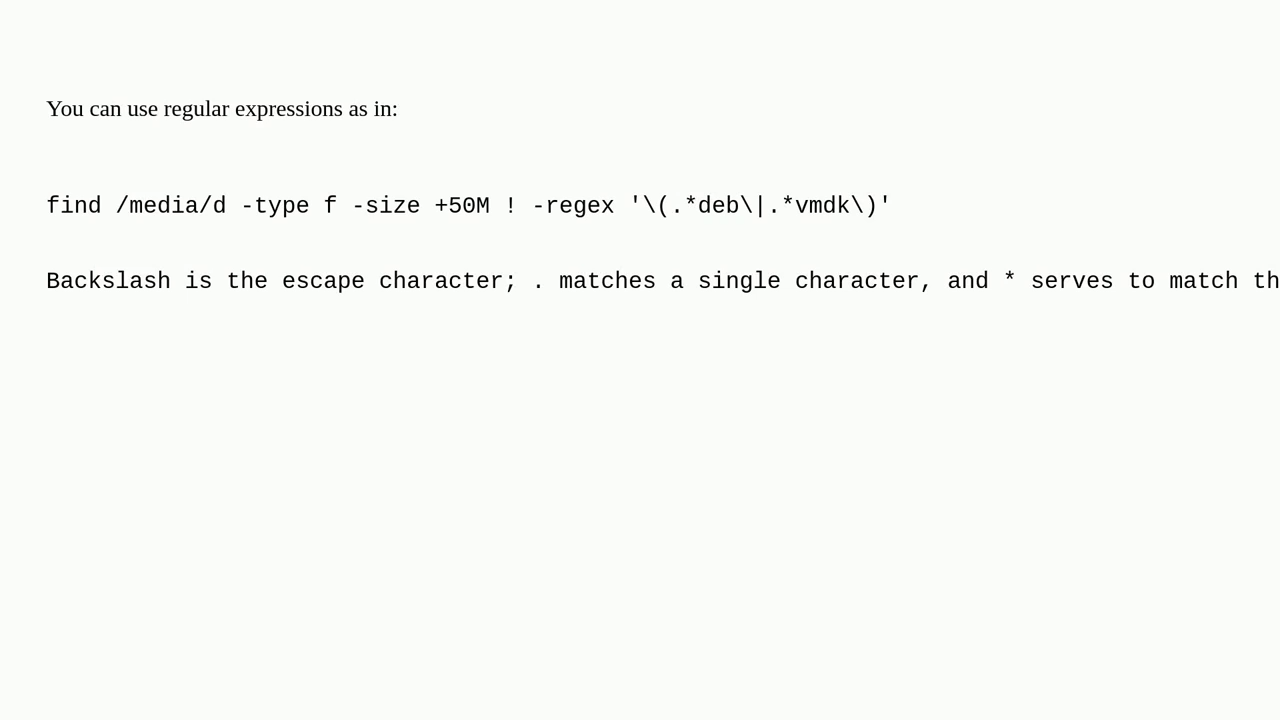 You can use regular expressions as in:
find /media/d -type f -size +50M ! -regex '\(.*deb\|.*vmdk\)'
Backslash is the escape character; . matches a single character, and * serves to match th